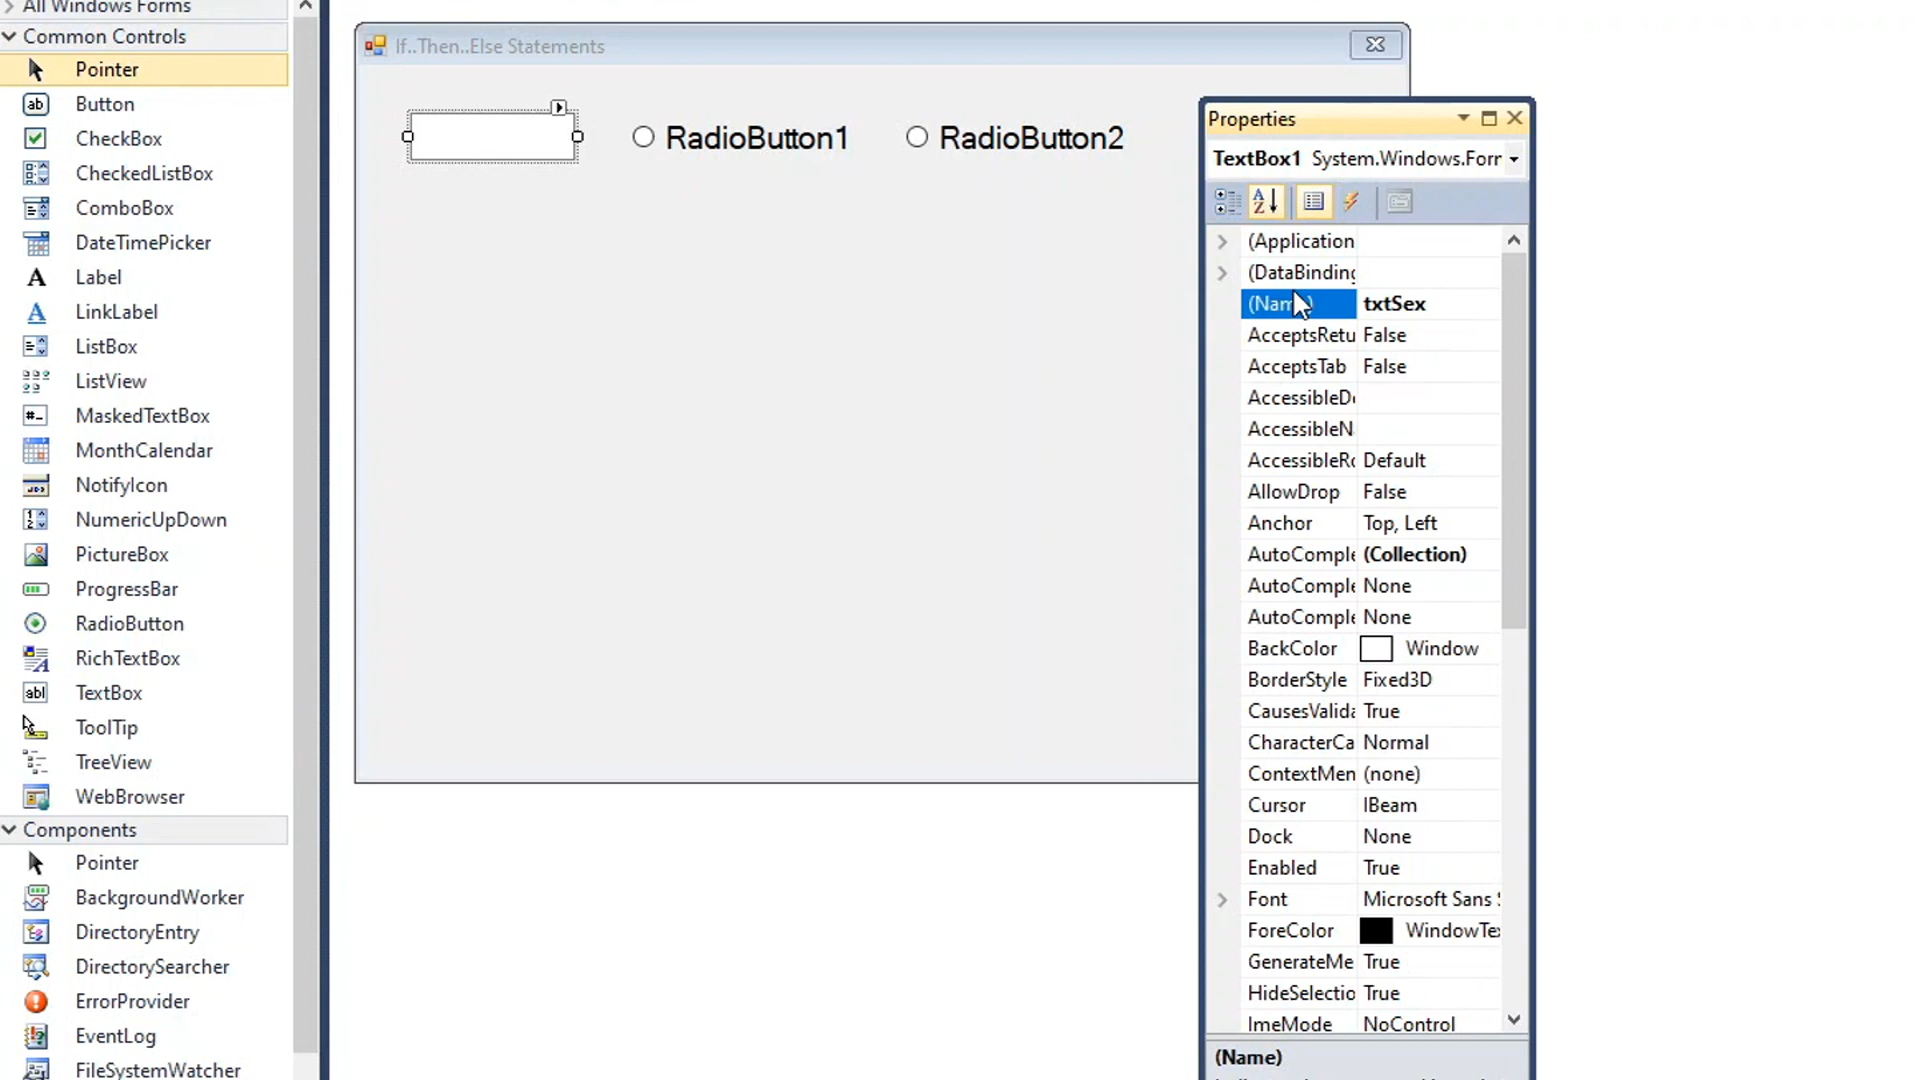 All Windows Forms
Common Controls
Pointer
Button
CheckBox
CheckedListBox
ComboBox
DateTimePicker
Label
LinkLabel
ListBox
ListView
MaskedTextBox
MonthCalendar
NotifyIcon
NumericUpDown
PictureBox
ProgressBar
RadioButton
RichTextBox
TextBox
ToolTip
TreeView
WebBrowser
Components
Pointer
BackgroundWorker
DirectoryEntry
DirectorySearcher
ErrorProvider
EventLog
FileSystemWatcher
If..Then..Else Statements
RadioButton1
RadioButton2
Properties
TextBox1 System.Windows.Forr
(Application
(DataBinding
(Name) txtSex
AcceptsRetu False
AcceptsTab False
AccessibleD
AccessibleN
AccessibleRo Default
AllowDrop False
Anchor Top, Left
AutoComple (Collection)
AutoComple None
AutoComple None
BackColor Window
BorderStyle Fixed3D
CausesValida True
CharacterCa Normal
ContextMen (none)
Cursor IBeam
Dock None
Enabled True
Font Microsoft Sans
ForeColor WindowTe
GenerateMe True
HideSelectio True
ImeMode NoControl
(Name)